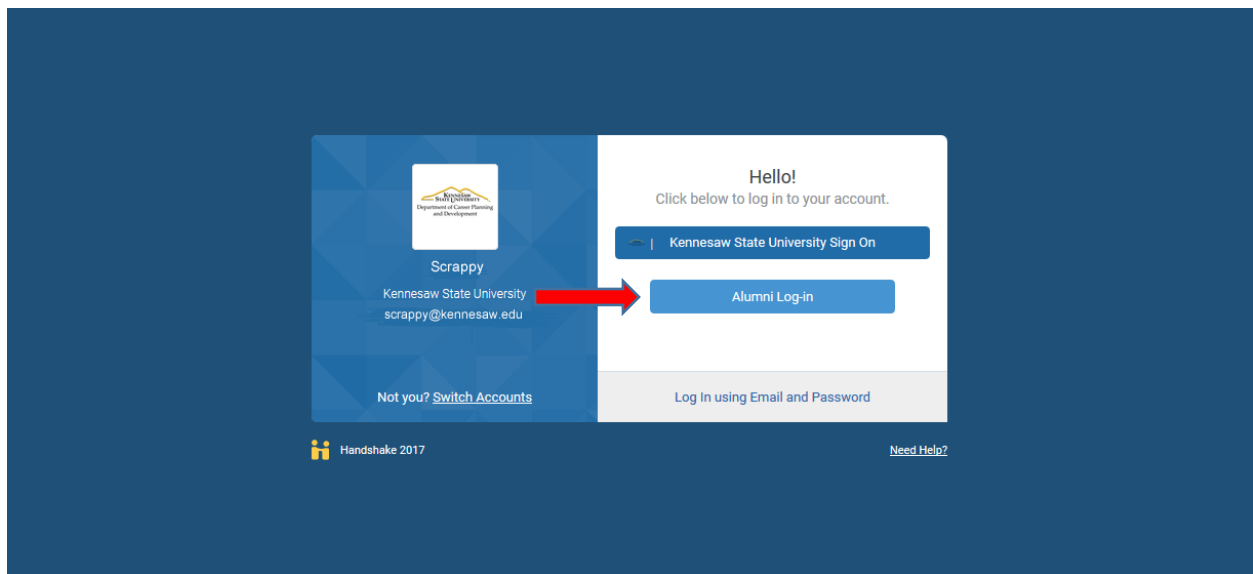 KENNESAW
STATE UNIVERSITY
Department of Career Planning
and Development
Scrappy
Kennesaw State University
scrappy@kennesaw.edu
Not you? Switch Accounts
Hello!
Click below to log in to your account.
| Kennesaw State University Sign On
Alumni Log-in
Log In using Email and Password
Handshake 2017
Need Help?